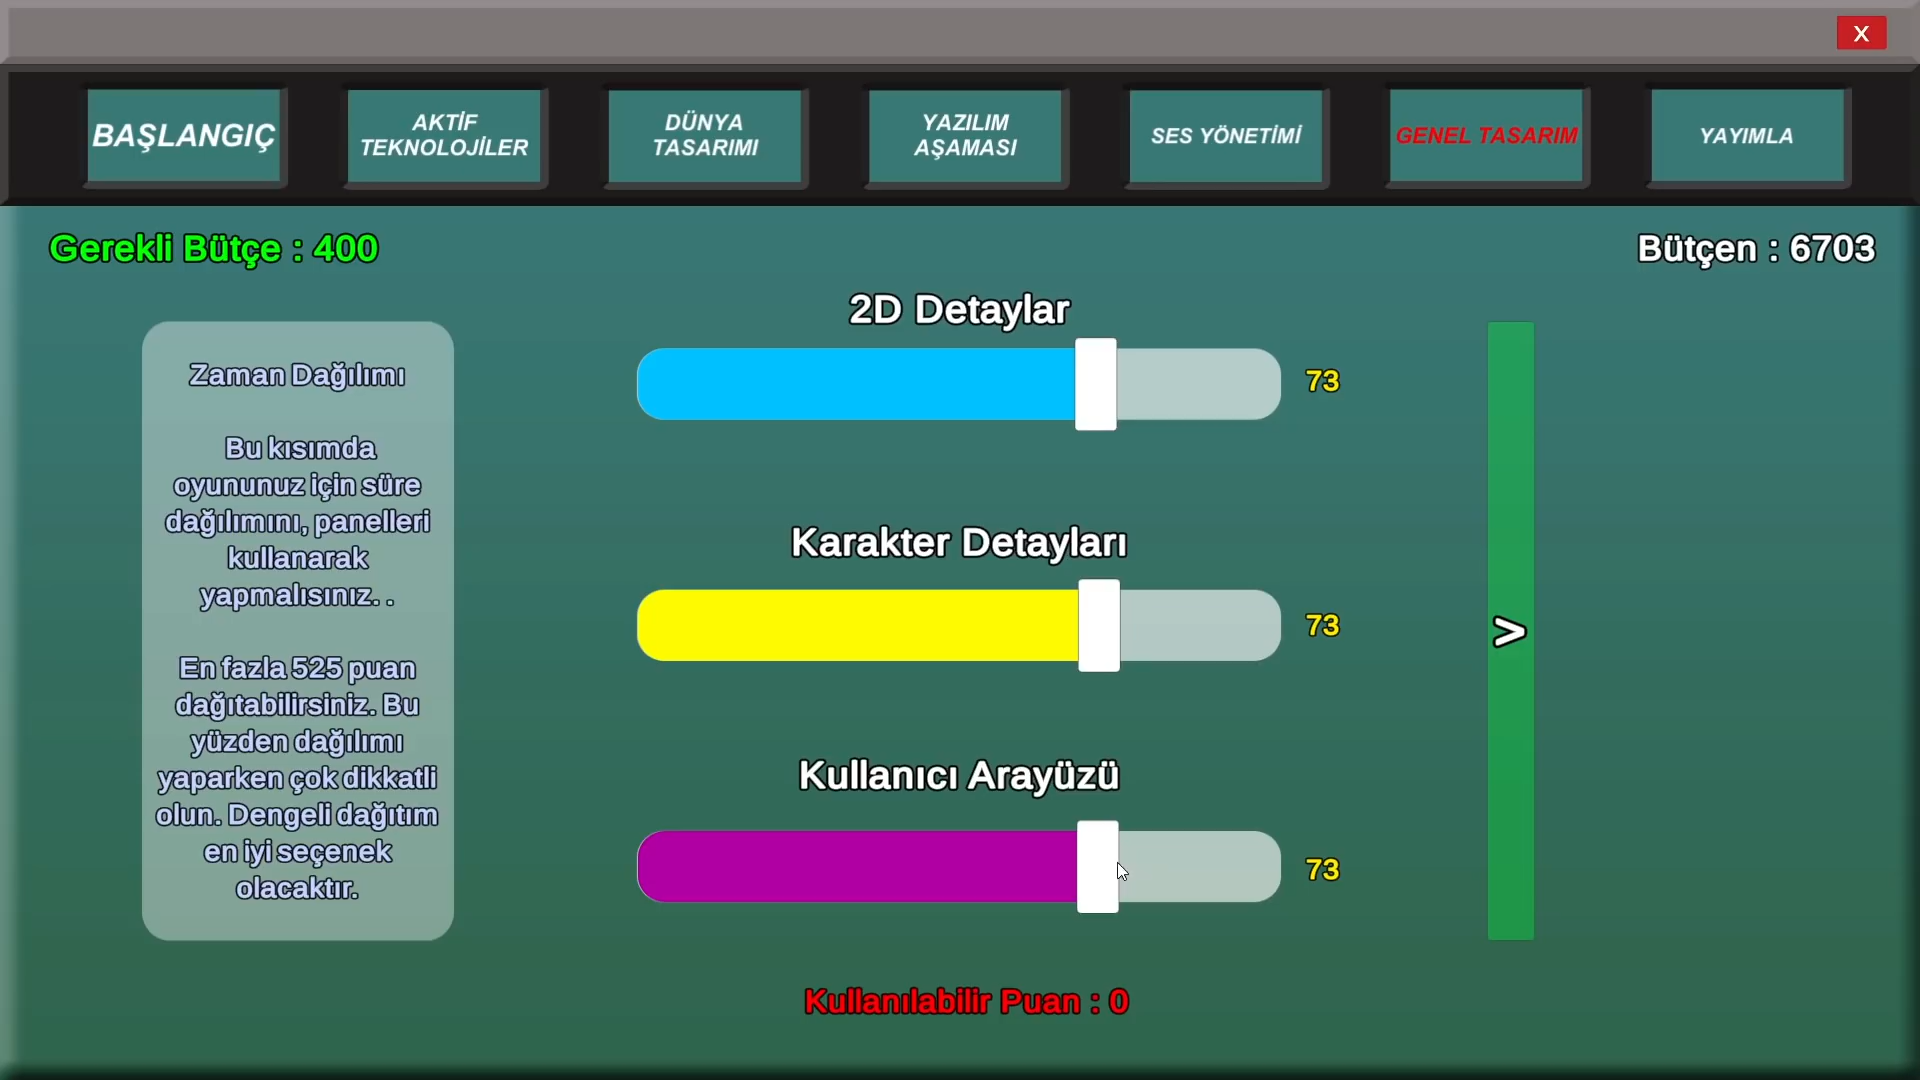 X
BAŞLANGIÇ
AKTİF
TEKNOLOJİLER
DÜNYA
TASARIMI
YAZILIM
AŞAMASI
SES YÖNETİMİ
GENEL TASARIM
YAYIMLA
Gerekli Bütçe : 400
Bütçen : 6703
Zaman Dağılımı
Bu kısımda
oyununuz için süre
dağılımını, panelleri
kullanarak
yapmalısınız. .
En fazla 525 puan
dağıtabilirsiniz. Bu
yüzden dağılımı
yaparken çok dikkatli
olun. Dengeli dağıtım
en iyi seçenek
olacaktır.
2D Detaylar
73
Karakter Detayları
73
Kullanıcı Arayüzü
73
>
Kullanılabilir Puan : 0